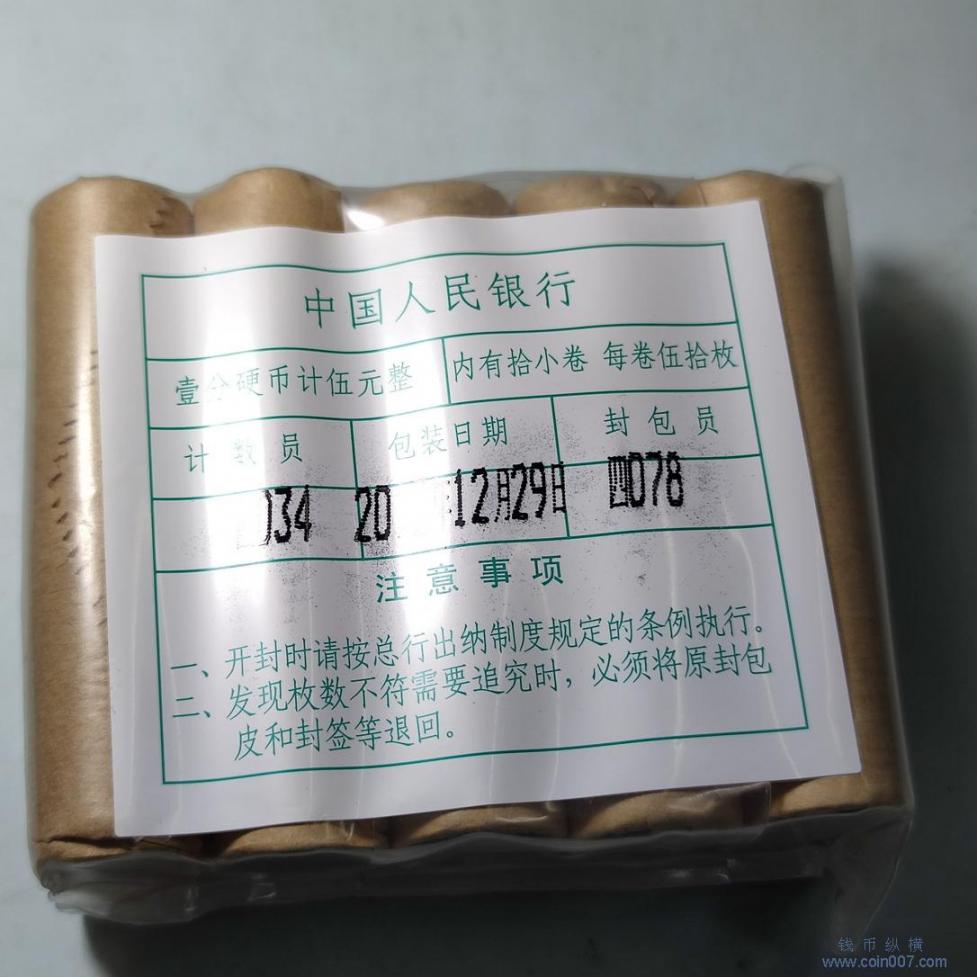 中国人民银行
壹分硬币计伍元整 内有拾小卷 每卷伍拾枚
计数员 包装日期 封包员
034 20 12月29日 四078
注意事项
一、开封时请按总行出纳制度规定的条例执行。
二、发现枚数不符需要追究时，必须将原封包
皮和封签等退回。
钱币纵横
www.coin007.com